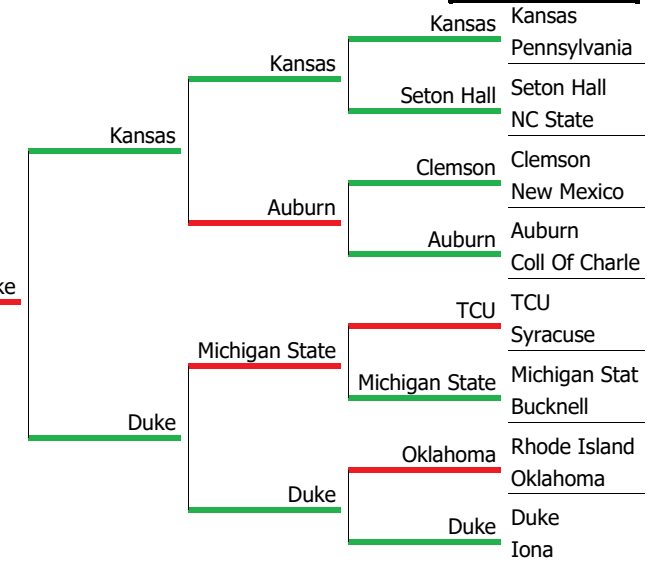 Kansas
Pennsylvania
Seton Hall
NC State
Clemson
New Mexico
Auburn
Coll Of Charle
TCU
Syracuse
Michigan Stat
Bucknell
Rhode Island
Oklahoma
Duke
Iona
Kansas
Seton Hall
Clemson
Auburn
TCU
Michigan State
Oklahoma
Duke
Kansas
Auburn
Michigan State
Duke
Kansas
Duke
ke